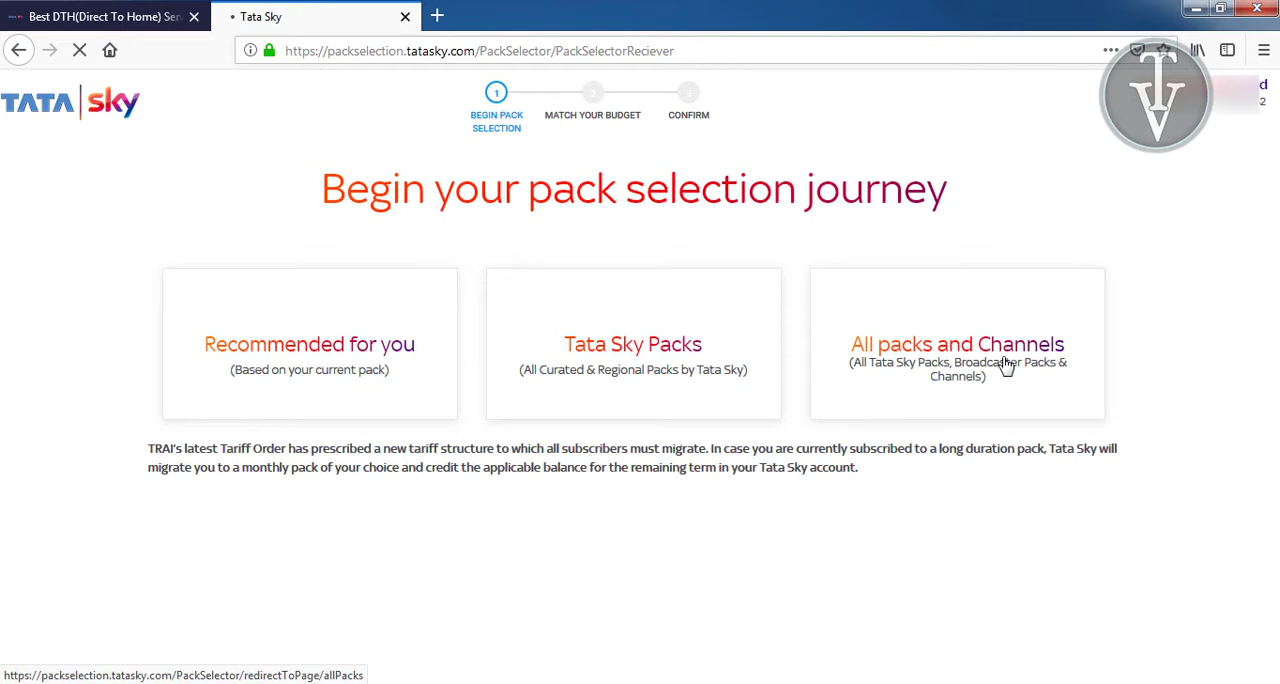 Best DTH(Direct To Home) Serv
Tata Sky
https://packselection.tatasky.com/PackSelector/PackSelectorReciever
TATA sky
1 2 3
BEGIN PACK SELECTION
MATCH YOUR BUDGET
CONFIRM
TV
d
2
Begin your pack selection journey
Recommended for you
(Based on your current pack)
Tata Sky Packs
(All Curated & Regional Packs by Tata Sky)
All packs and Channels
(All Tata Sky Packs, Broadcaster Packs &
Channels)
TRAI's latest Tariff Order has prescribed a new tariff structure to which all subscribers must migrate. In case you are currently subscribed to a long duration pack, Tata Sky will
migrate you to a monthly pack of your choice and credit the applicable balance for the remaining term in your Tata Sky account.
https://packselection.tatasky.com/PackSelector/redirectToPage/allPacks